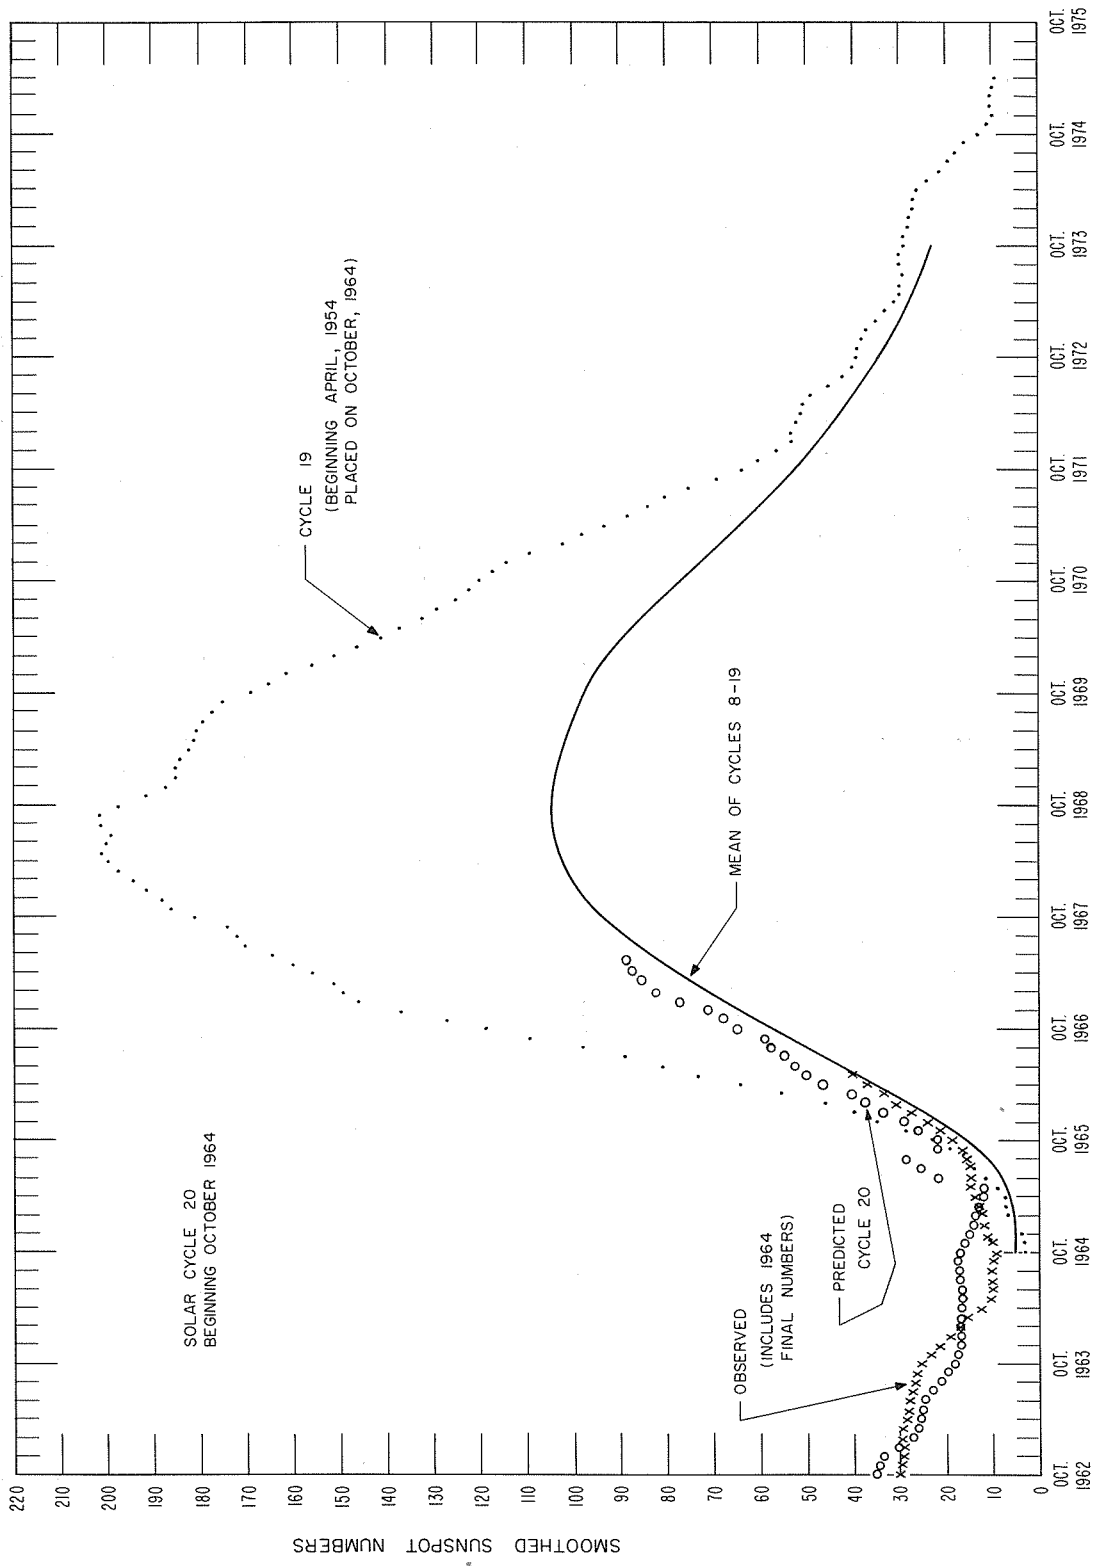 SMOOTHED SUNSPOT NUMBERS
220
210
200
190
180
170
160
150
140
130
120
110
100
90
80
70
60
50
40
30
20
10
0
SOLAR CYCLE 20
BEGINNING OCTOBER 1964
CYCLE 19
(BEGINNING APRIL, 1954
PLACED ON OCTOBER, 1964)
MEAN OF CYCLES 8-19
OBSERVED
(INCLUDES 1964
FINAL NUMBERS)
PREDICTED
CYCLE 20
OCT.
1962
OCT.
1963
OCT.
1964
OCT.
1965
OCT.
1966
OCT.
1967
OCT.
1968
OCT.
1969
OCT.
1970
OCT.
1971
OCT.
1972
OCT.
1973
OCT.
1974
OCT.
1975